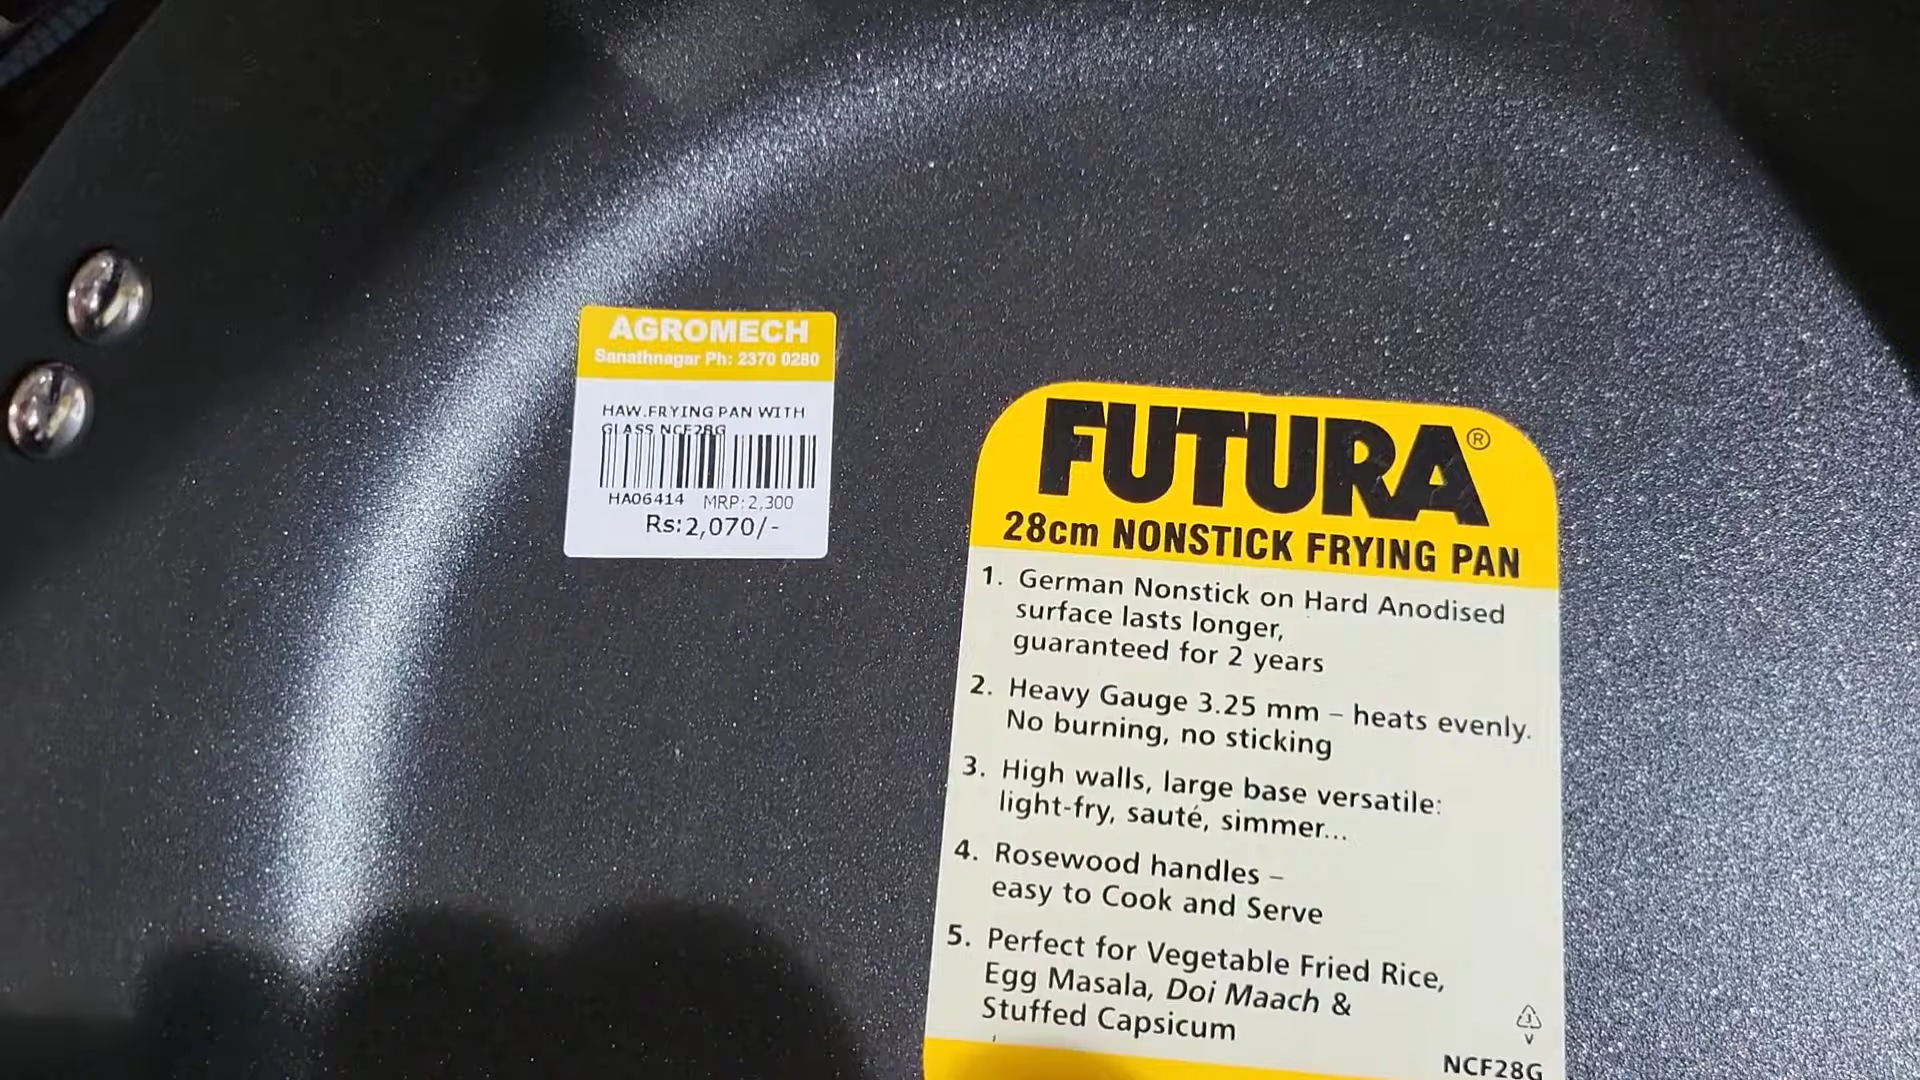 AGROMECH
Sanathnagar Ph: 2370 0280
HAW.FRYING PAN WITH
GLASS NCF28G
HA06414 MRP:2,300
Rs:2,070/-
FUTURA®
28cm NONSTICK FRYING PAN
1. German Nonstick on Hard Anodised
surface lasts longer,
guaranteed for 2 years
2. Heavy Gauge 3.25 mm – heats evenly.
No burning, no sticking
3. High walls, large base versatile:
light-fry, sauté, simmer...
4. Rosewood handles –
easy to Cook and Serve
5. Perfect for Vegetable Fried Rice,
Egg Masala, Doi Maach &
Stuffed Capsicum
3
V
NCF28G